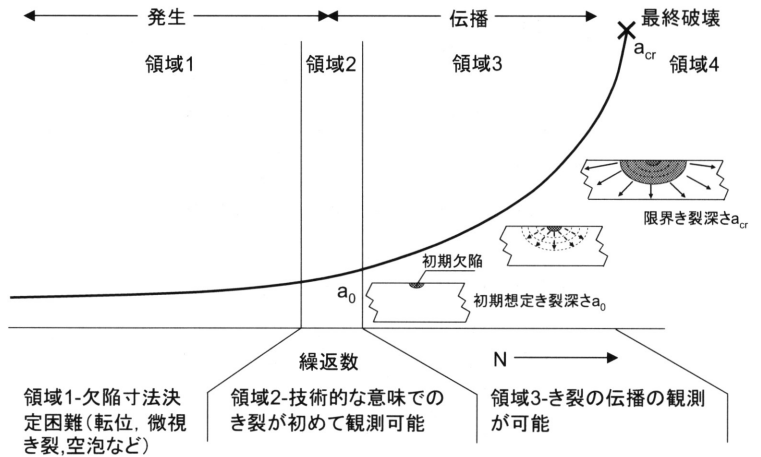 発生
伝播
最終破壊
領域1
領域2
領域3
a_cr
領域4
限界き裂深さa_cr
初期欠陥
a_0
初期想定き裂深さa_0
繰返数
N
領域1-欠陥寸法決
定困難(転位, 微視
き裂,空泡など)
領域2-技術的な意味での
き裂が初めて観測可能
領域3-き裂の伝播の観測
が可能